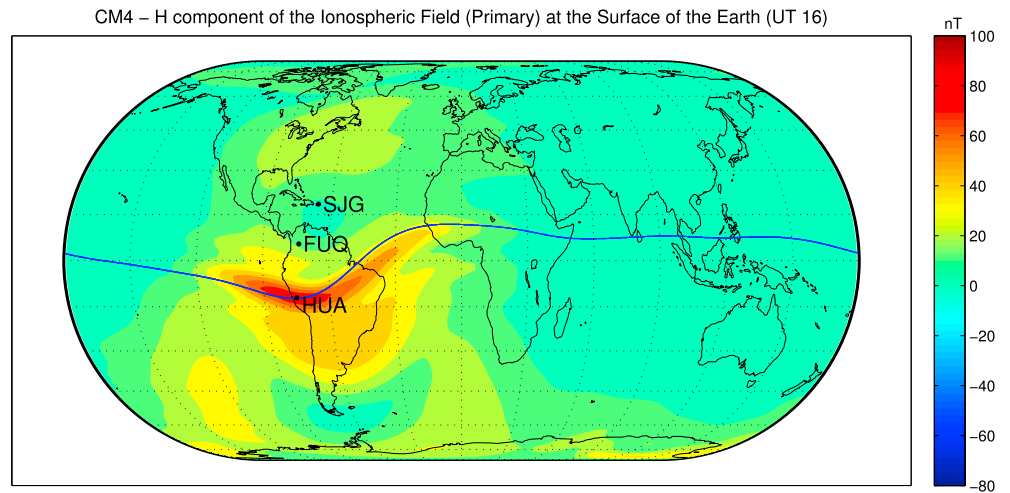 CM4 − H component of the Ionospheric Field (Primary) at the Surface of the Earth (UT 16)
nT
100
80
60
40
20
0
−20
−40
−60
−80
SJG
FUQ
HUA